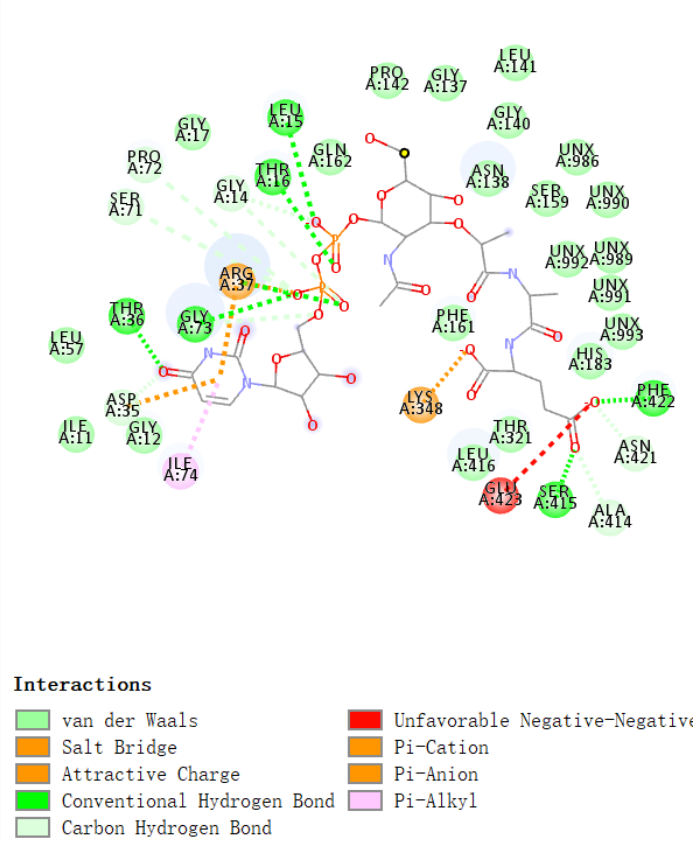 LEU
A:141
PRO
A:142
GLY
A:137
LEU
A:15
GLY
A:140
GLY
A:17
GLN
A:162
UNX
A:986
PRO
A:72
THR
A:16
ASN
A:138
GLY
A:14
SER
A:159
UNX
A:990
SER
A:71
UNX
A:992
UNX
A:989
ARG
A:37
UNX
A:991
THR
A:36
GLY
A:73
PHE
A:161
UNX
A:993
LEU
A:57
HIS
A:183
ASP
A:35
LYS
A:348
PHE
A:422
ILE
A:11
GLY
A:12
THR
A:321
ASN
A:421
ILE
A:74
LEU
A:416
GLU
A:423
SER
A:415
ALA
A:414
-O
P
O
O
O
O
O
O
O
N
O
O
N
O
N
O
-O
O
-O
O
-O
P
O
O
O
O
N
N
O
O
O
Interactions
van der Waals
Salt Bridge
Attractive Charge
Conventional Hydrogen Bond
Carbon Hydrogen Bond
Unfavorable Negative-Negative
Pi-Cation
Pi-Anion
Pi-Alkyl